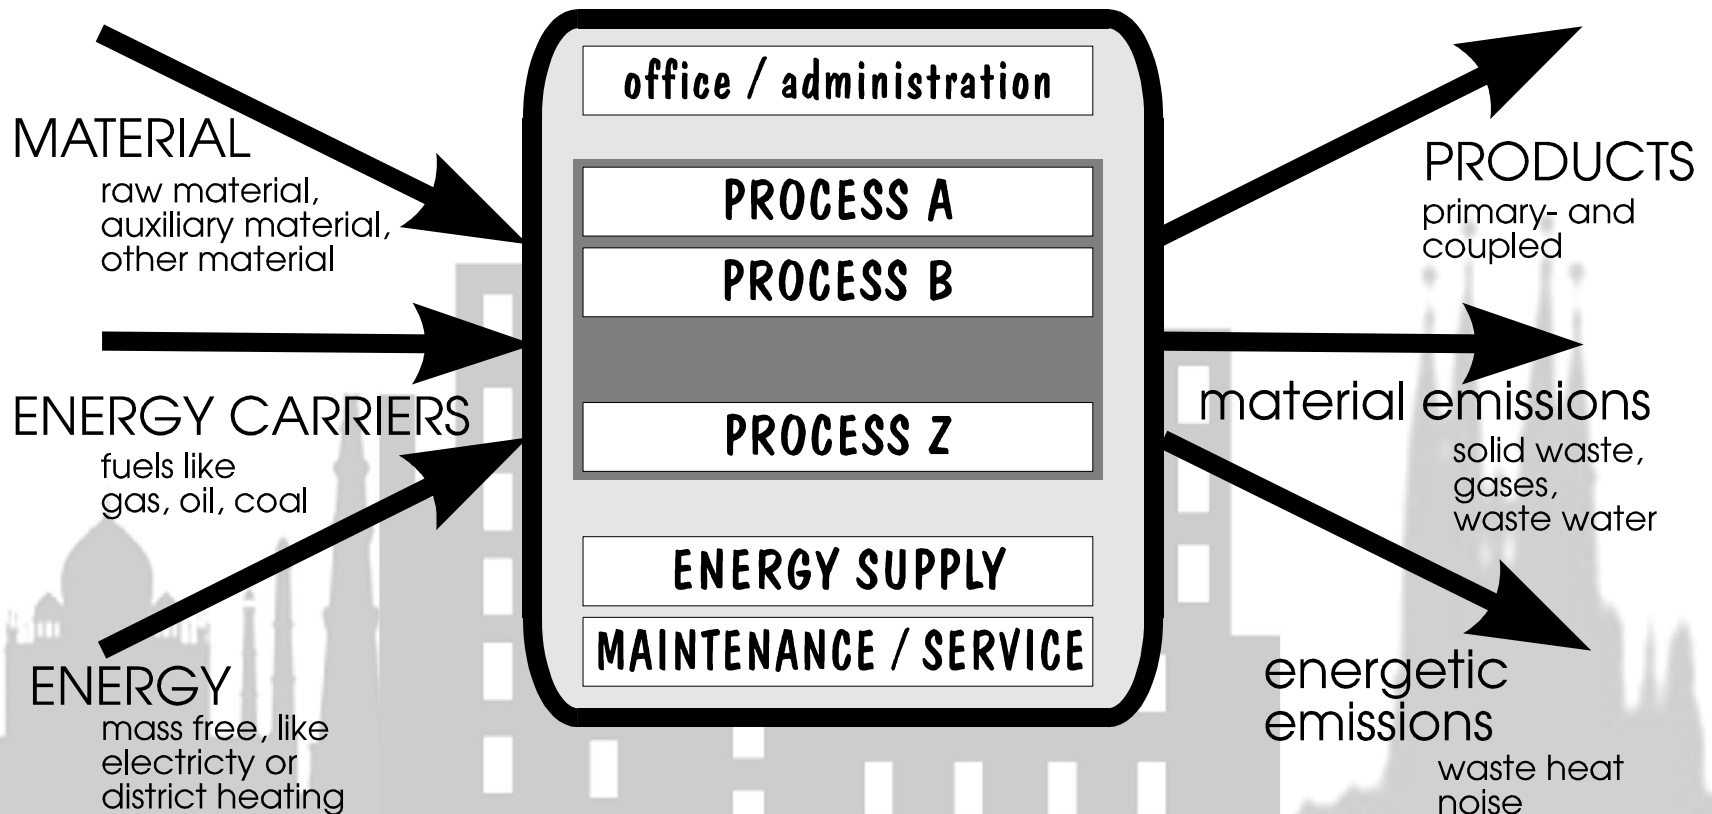 office / administration
MATERIAL
raw material,
auxiliary material,
other material
PROCESS A
PROCESS B
PROCESS Z
ENERGY SUPPLY
MAINTENANCE / SERVICE
ENERGY CARRIERS
fuels like
gas, oil, coal
ENERGY
mass free, like
electricty or
district heating
PRODUCTS
primary- and
coupled
material emissions
solid waste,
gases,
waste water
energetic
emissions
waste heat
noise